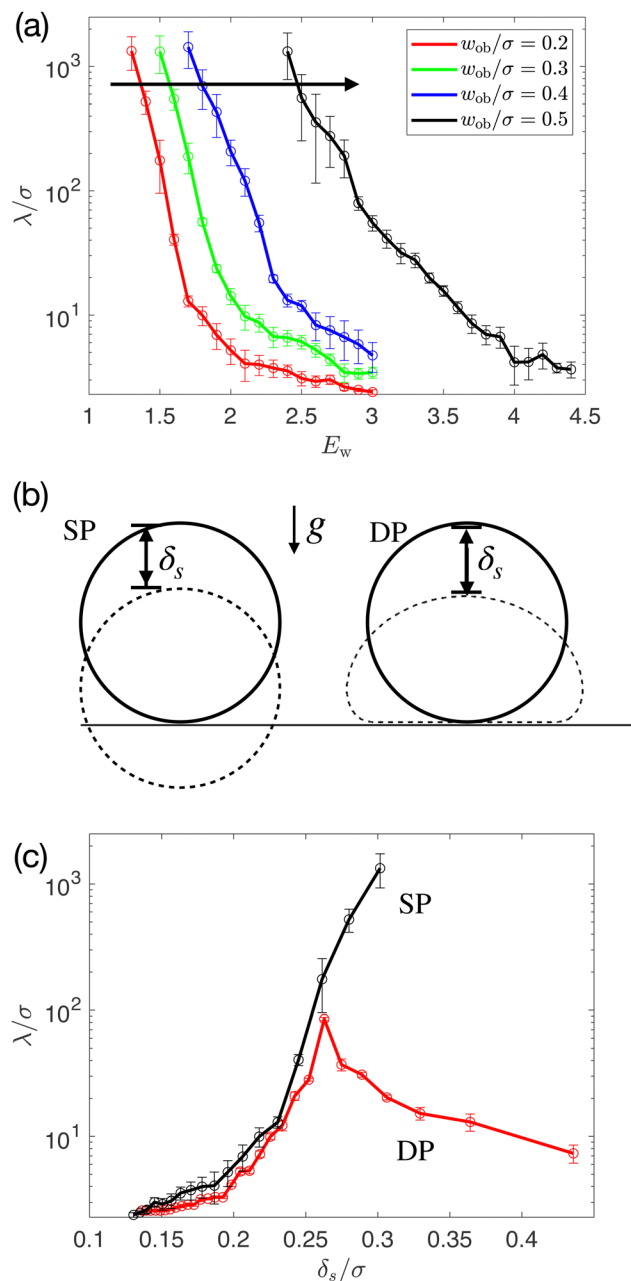 (a)
w_ob/σ = 0.2
w_ob/σ = 0.3
w_ob/σ = 0.4
w_ob/σ = 0.5
10^3
10^2
10^1
λ/σ
1 1.5 2 2.5 3 3.5 4 4.5
E_w
(b)
SP g DP
δ_s δ_s
(c)
10^3
10^2
10^1
λ/σ
SP
DP
0.1 0.15 0.2 0.25 0.3 0.35 0.4
δ_s/σ